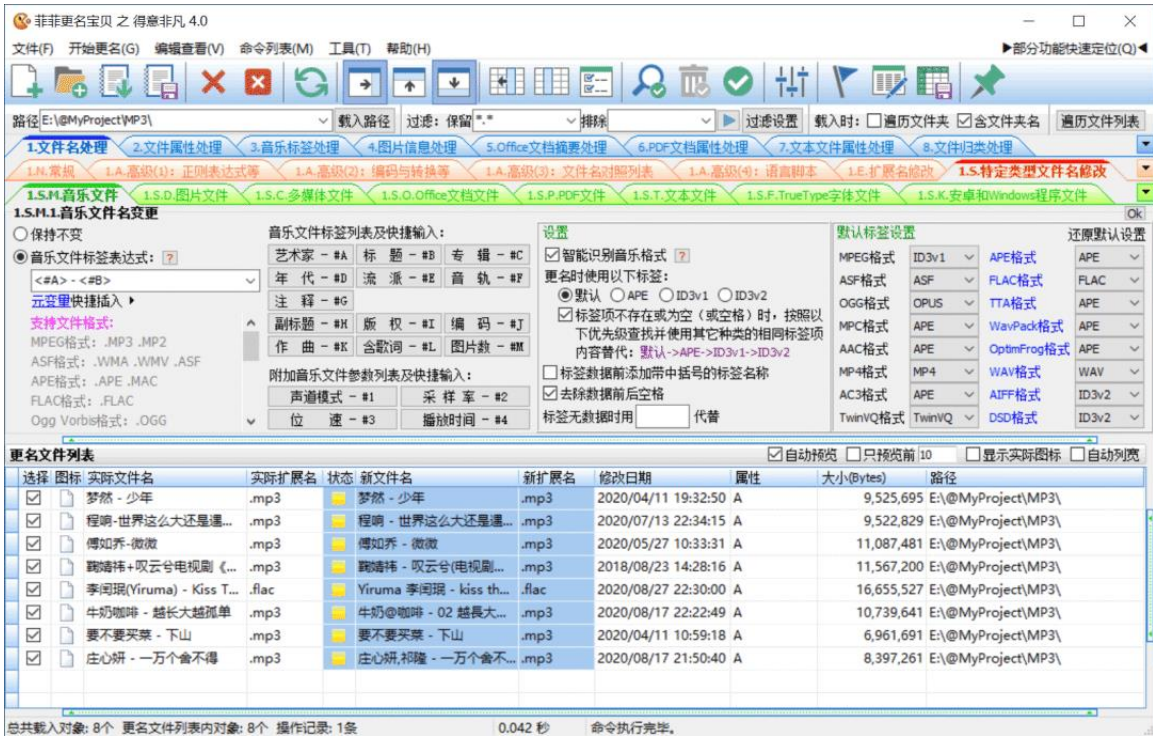 菲菲更名宝贝 之 得意非凡 4.0
文件(F) 开始更名(G) 编辑查看(V) 命令列表(M) 工具(T) 帮助(H) ▶部分功能快速定位(Q)◀
路径 E:\@MyProject\MP3\ 载入路径 过滤: 保留 *.* 排除 过滤设置 载入时: 遍历文件夹 含文件夹名 遍历文件列表
1.文件名处理 2.文件属性处理 3.音乐标签处理 4.图片信息处理 5.Office文档摘要处理 6.PDF文档属性处理 7.文本文件属性处理 8.文件归类处理
1.N.常规 1.A.高级(1): 正则表达式等 1.A.高级(2): 编码与转换等 1.A.高级(3): 文件名对照列表 1.A.高级(4): 语言脚本 1.E.扩展名修改 1.S.特定类型文件名修改
1.S.M.音乐文件 1.S.D.图片文件 1.S.C.多媒体文件 1.S.O.Office文档文件 1.S.P.PDF文件 1.S.T.文本文件 1.S.F.TrueType字体文件 1.S.K.安卓和Windows程序文件
1.S.M.1.音乐文件名变更 Ok
保持不变
音乐文件标签表达式: ?
<#A> - <#B>
元变量快捷插入 ▶
支持文件格式:
MPEG格式: .MP3 .MP2
ASF格式: .WMA .WMV .ASF
APE格式: .APE .MAC
FLAC格式: .FLAC
Ogg Vorbis格式: .OGG
音乐文件标签列表及快捷输入:
艺术家 - #A 标 题 - #B 专 辑 - #C
年 代 - #D 流 派 - #E 音 轨 - #F
注 释 - #G
副标题 - #H 版 权 - #I 编 码 - #J
作 曲 - #K 含歌词 - #L 图片数 - #M
附加音乐文件参数列表及快捷输入:
声道模式 - #1 采 样 率 - #2
位 速 - #3 播放时间 - #4
设置
智能识别音乐格式 ?
更名时使用以下标签:
默认 APE ID3v1 ID3v2
标签项不存在或为空（或空格）时，按照以
下优先级查找并使用其它种类的相同标签项
内容替代: 默认->APE->ID3v1->ID3v2
标签数据前添加带中括号的标签名称
去除数据前后空格
标签无数据时用 代替
默认标签设置 还原默认设置
MPEG格式 ID3v1 APE格式 APE
ASF格式 ASF FLAC格式 FLAC
OGG格式 OPUS TTA格式 APE
MPC格式 APE WavPack格式 APE
AAC格式 APE OptimFrog格式 APE
MP4格式 MP4 WAV格式 WAV
AC3格式 APE AIFF格式 ID3v2
TwinVQ格式 TwinVQ DSD格式 ID3v2
更名文件列表 自动预览 只预览前 10 显示实际图标 自动列宽
选择 图标 实际文件名 实际扩展名 状态 新文件名 新扩展名 修改日期 属性 大小(Bytes) 路径
梦然 - 少年 .mp3 梦然 - 少年 .mp3 2020/04/11 19:32:50 A 9,525,695 E:\@MyProject\MP3\
程响-世界这么大还是遇... .mp3 程响 - 世界这么大还是遇... .mp3 2020/07/13 22:34:15 A 9,522,829 E:\@MyProject\MP3\
傅如乔-微微 .mp3 傅如乔 - 微微 .mp3 2020/05/27 10:33:31 A 11,087,481 E:\@MyProject\MP3\
鞠婧祎+叹云兮电视剧《... .mp3 鞠婧祎 - 叹云兮(电视剧... .mp3 2018/08/23 14:28:16 A 11,567,200 E:\@MyProject\MP3\
李闰珉(Yiruma) - Kiss T... .flac Yiruma 李闰珉 - kiss th... .flac 2020/08/27 22:30:00 A 16,655,527 E:\@MyProject\MP3\
牛奶咖啡 - 越长大越孤单 .mp3 牛奶@咖啡 - 02 越長大... .mp3 2020/08/17 22:22:49 A 10,739,641 E:\@MyProject\MP3\
要不要买菜 - 下山 .mp3 要不要买菜 - 下山 .mp3 2020/04/11 10:59:18 A 6,961,691 E:\@MyProject\MP3\
庄心妍 - 一万个舍不得 .mp3 庄心妍,祁隆 - 一万个舍不... .mp3 2020/08/17 21:50:40 A 8,397,261 E:\@MyProject\MP3\
总共载入对象: 8个 更名文件列表内对象: 8个 操作记录: 1条 0.042 秒 命令执行完毕。